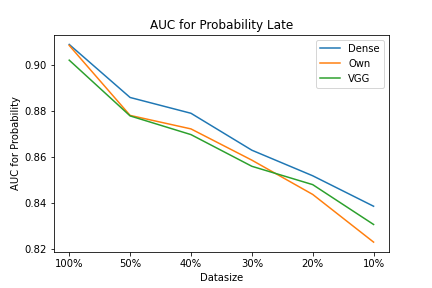 AUC for Probability Late
Dense
Own
VGG
AUC for Probability
0.90
0.88
0.86
0.84
0.82
100% 50% 40% 30% 20% 10%
Datasize